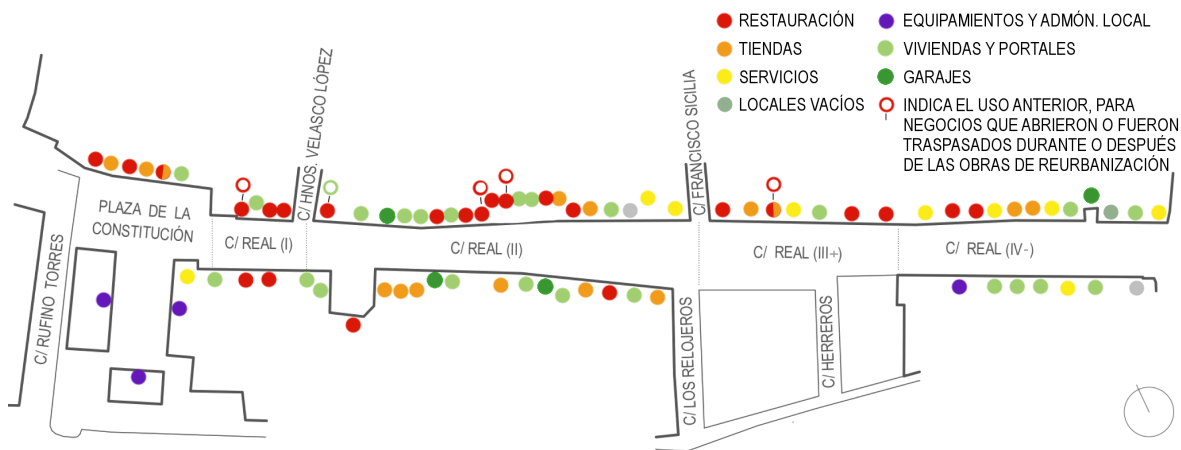 RESTAURACIÓN
TIENDAS
SERVICIOS
LOCALES VACÍOS
EQUIPAMIENTOS Y ADMÓN. LOCAL
VIVIENDAS Y PORTALES
GARAJES
INDICA EL USO ANTERIOR, PARA
NEGOCIOS QUE ABRIERON O FUERON
TRASPASADOS DURANTE O DESPUÉS
DE LAS OBRAS DE REURBANIZACIÓN
C/ HNOS. VELASCO LÓPEZ
C/ FRANCISCO SICILIA
PLAZA DE LA
CONSTITUCIÓN
C/ REAL (I)
C/ REAL (II)
C/ REAL (III+)
C/ REAL (IV-)
C/ RUFINO TORRES
C/ LOS RELOJEROS
C/ HERREROS